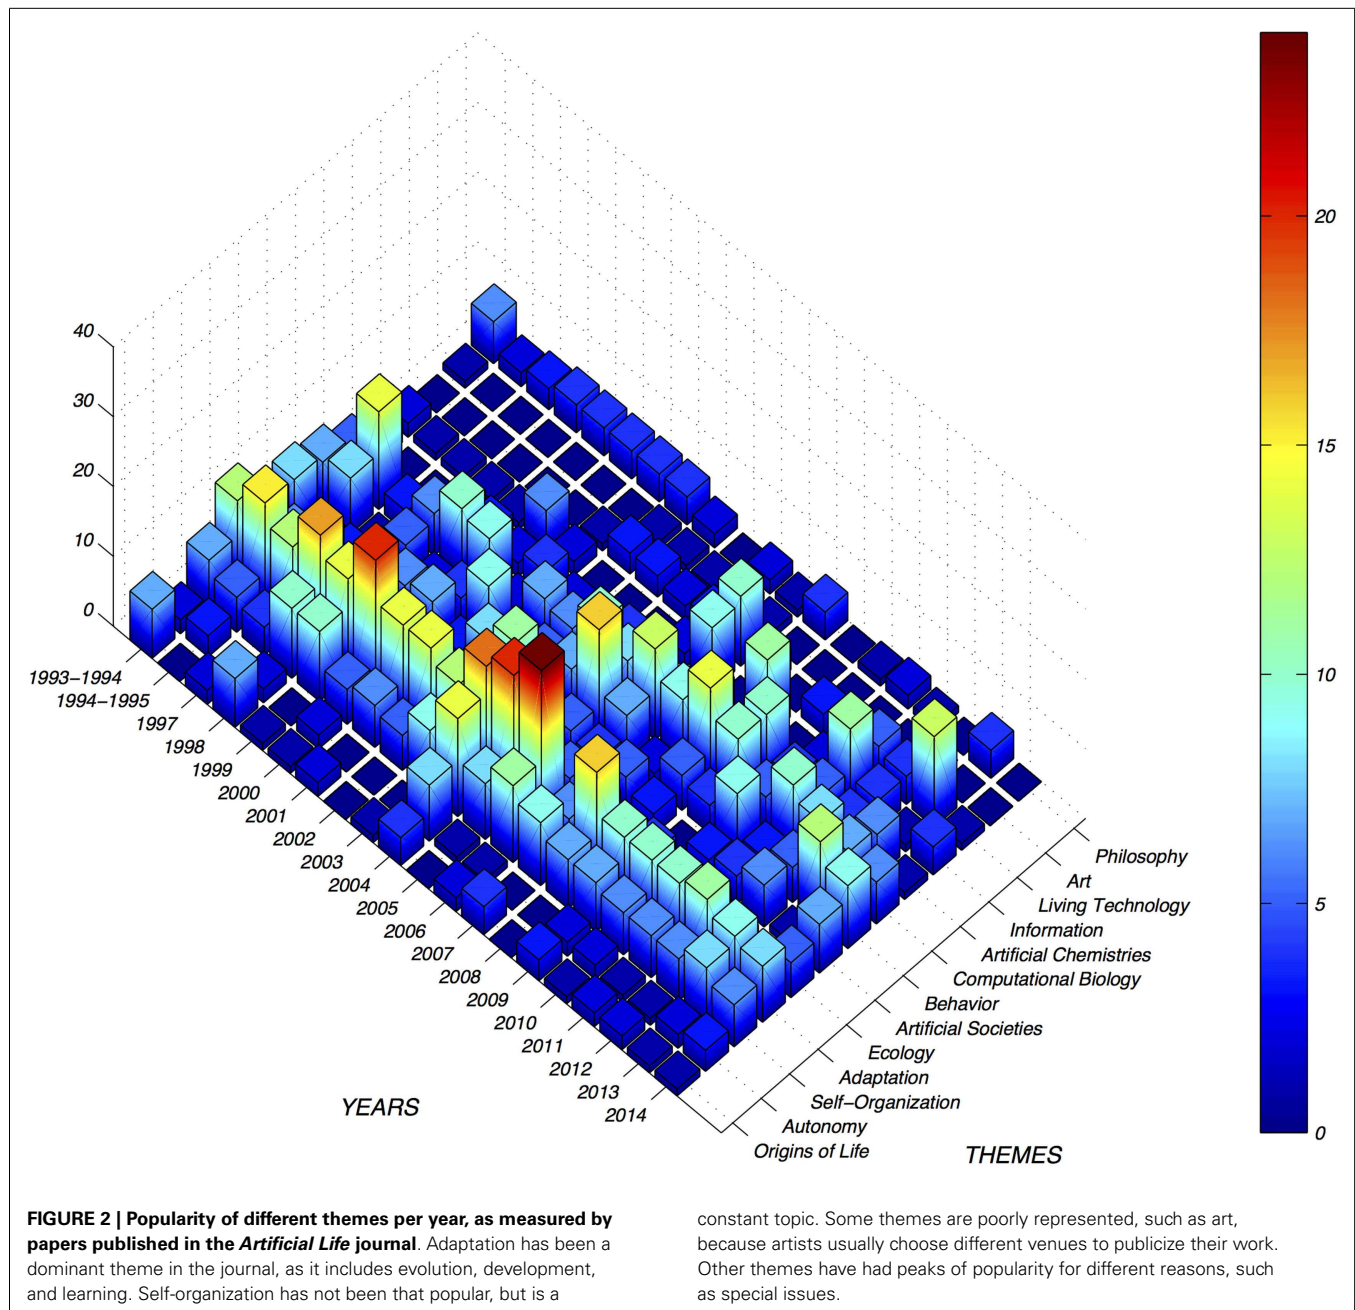 40
30
20
10
0
1993–1994
1994–1995
1997
1998
1999
2000
2001
2002
2003
2004
2005
2006
2007
2008
2009
2010
2011
2012
2013
2014
YEARS
Philosophy
Art
Living Technology
Information
Artificial Chemistries
Computational Biology
Behavior
Artificial Societies
Ecology
Adaptation
Self–Organization
Autonomy
Origins of Life
THEMES
20
15
10
5
0
FIGURE 2 | Popularity of different themes per year, as measured by
papers published in the Artificial Life journal. Adaptation has been a
dominant theme in the journal, as it includes evolution, development,
and learning. Self-organization has not been that popular, but is a
constant topic. Some themes are poorly represented, such as art,
because artists usually choose different venues to publicize their work.
Other themes have had peaks of popularity for different reasons, such
as special issues.